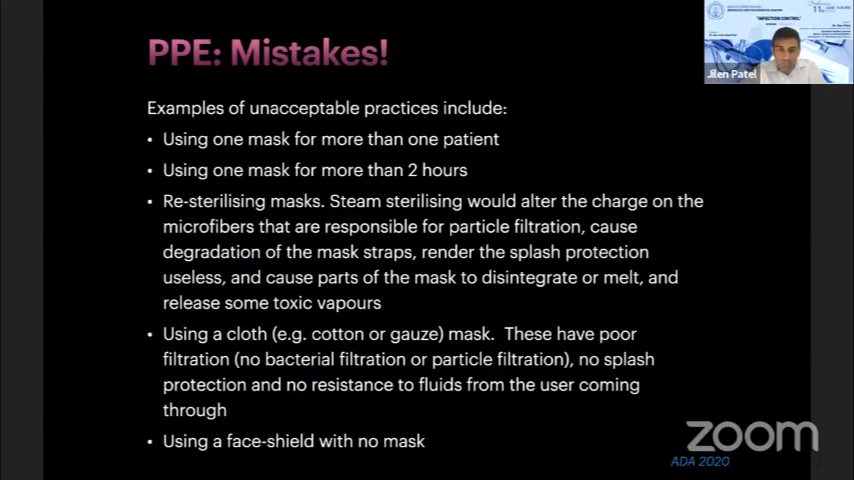 PPE: Mistakes!
Examples of unacceptable practices include:
• Using one mask for more than one patient
• Using one mask for more than 2 hours
• Re-sterilising masks. Steam sterilising would alter the charge on the
microfibers that are responsible for particle filtration, cause
degradation of the mask straps, render the splash protection
useless, and cause parts of the mask to disintegrate or melt, and
release some toxic vapours
• Using a cloth (e.g. cotton or gauze) mask. These have poor
filtration (no bacterial filtration or particle filtration), no splash
protection and no resistance to fluids from the user coming
through
• Using a face-shield with no mask
ADA 2020
zoom
"INFECTION CONTROL"
Jilen Patel